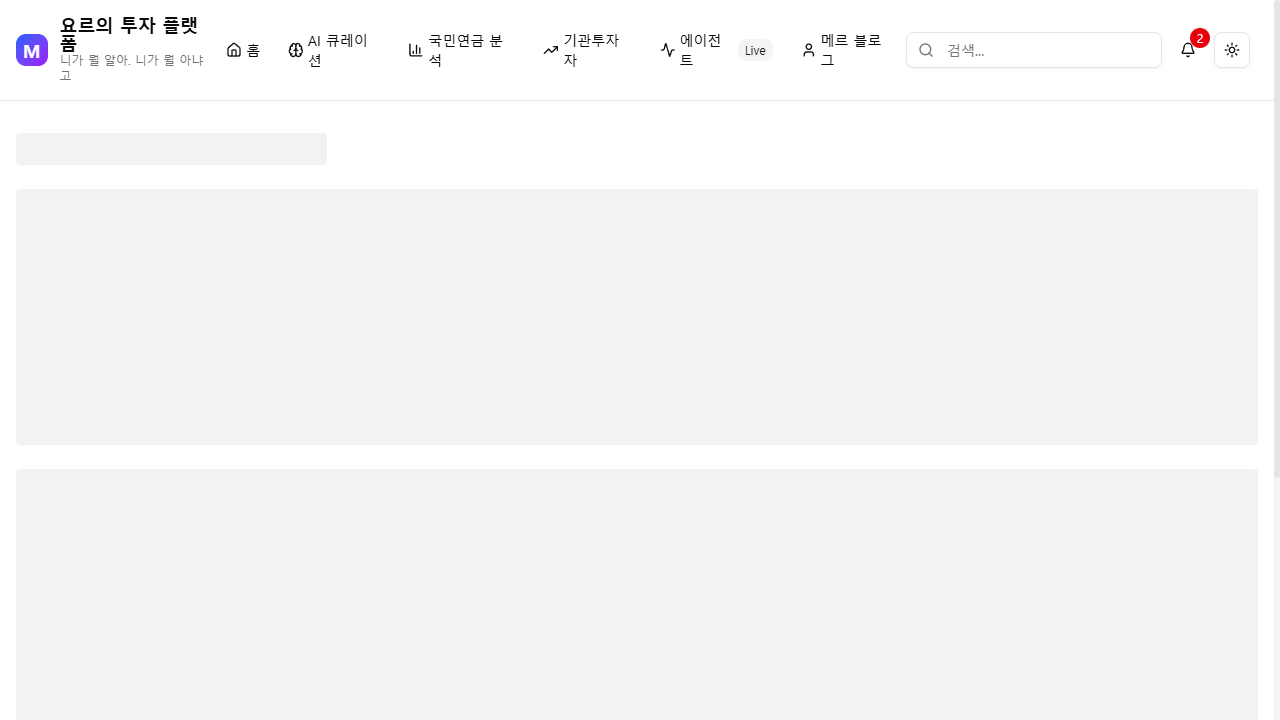 M
요르의 투자 플랫
폼
니가 뭘 알아. 니가 뭘 아냐
고
홈
AI 큐레이
션
국민연금 분
석
기관투자
자
에이전
트
Live
메르 블로
그
검색...
2